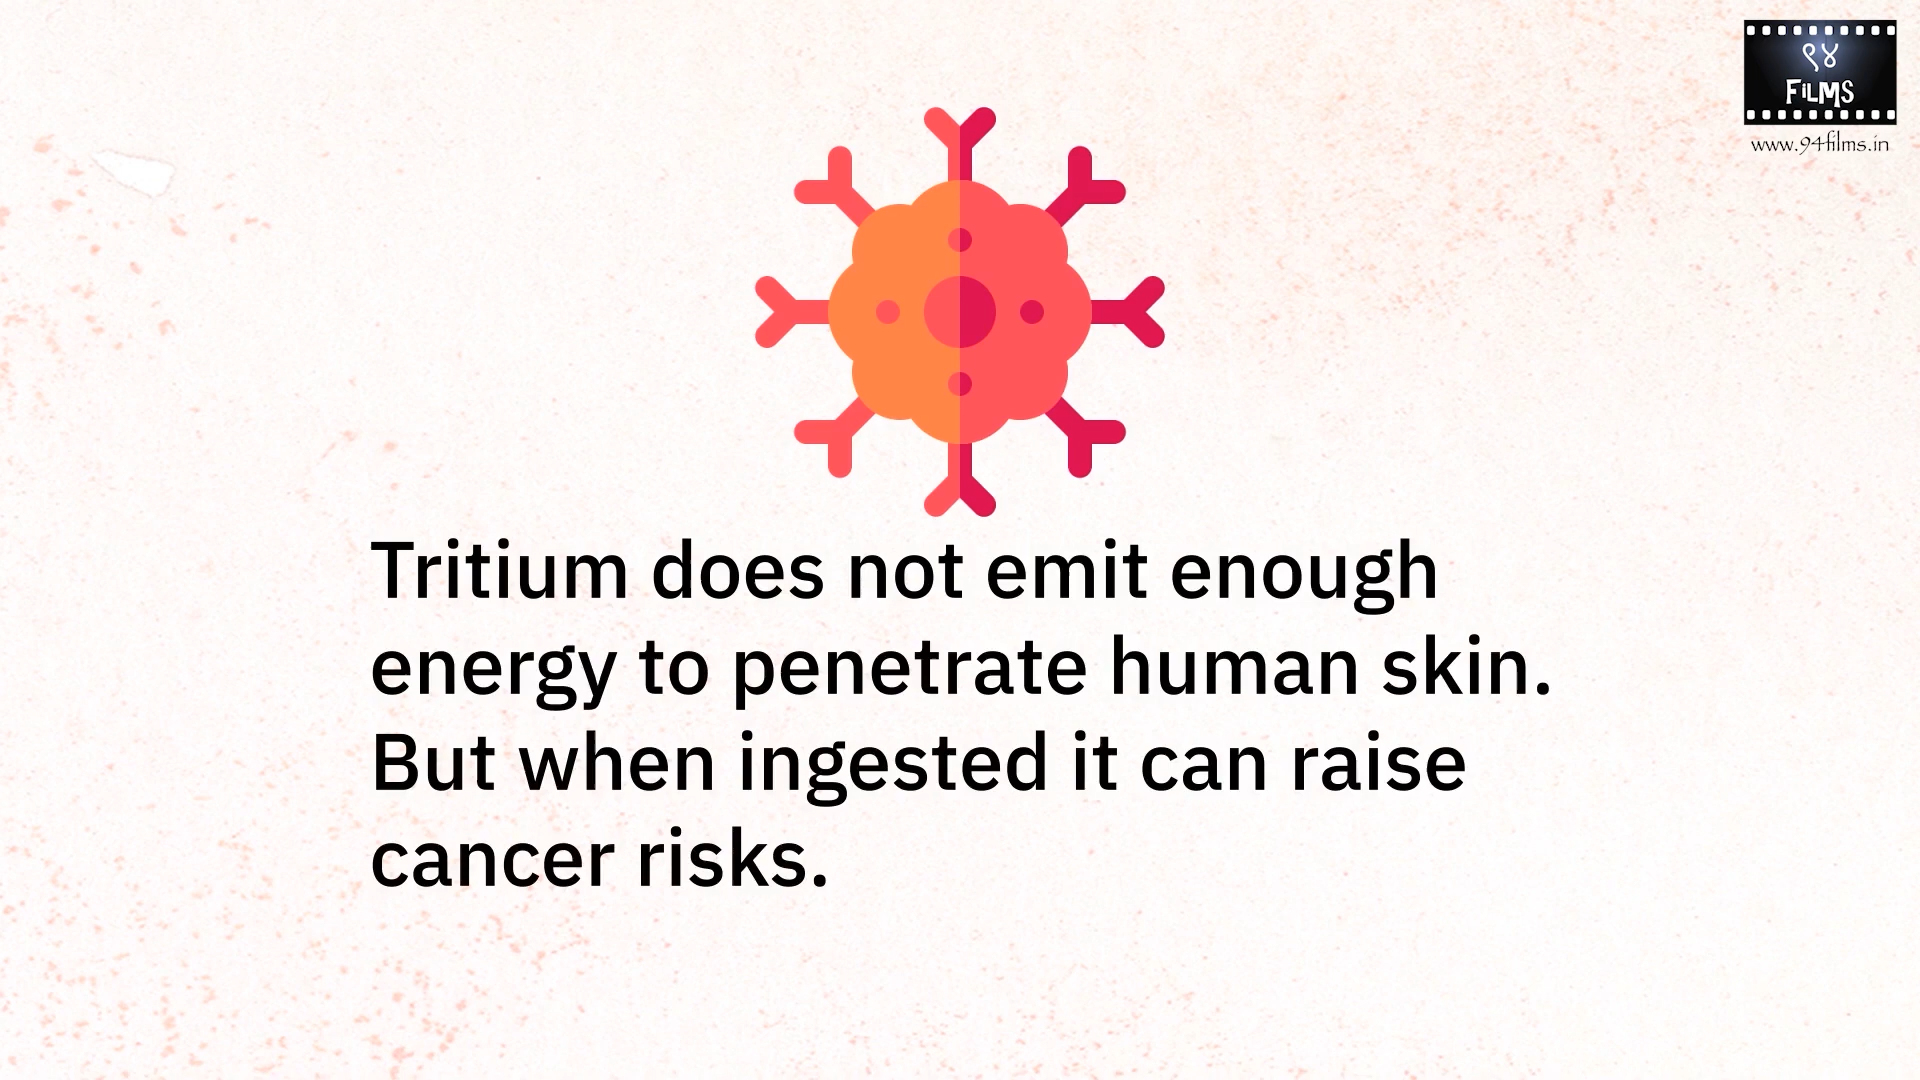 ९४
FiLMS
www.94films.in
Tritium does not emit enough
energy to penetrate human skin.
But when ingested it can raise
cancer risks.